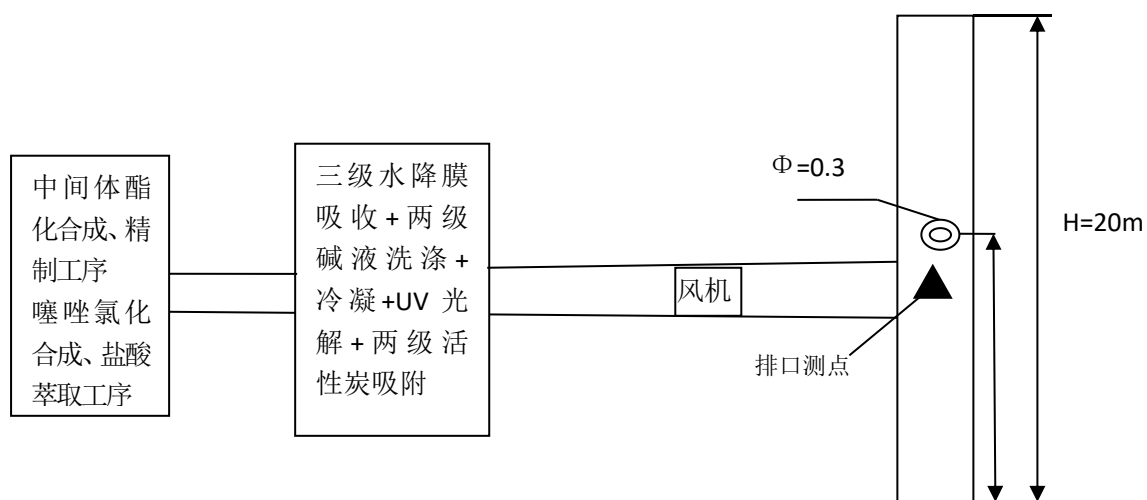 中间体酯
化合成、精
制工序
噻唑氯化
合成、盐酸
萃取工序
三级水降膜
吸收+两级
碱液洗涤+
冷凝+UV 光
解+两级活
性炭吸附
风机
Φ=0.3
排口测点
H=20m